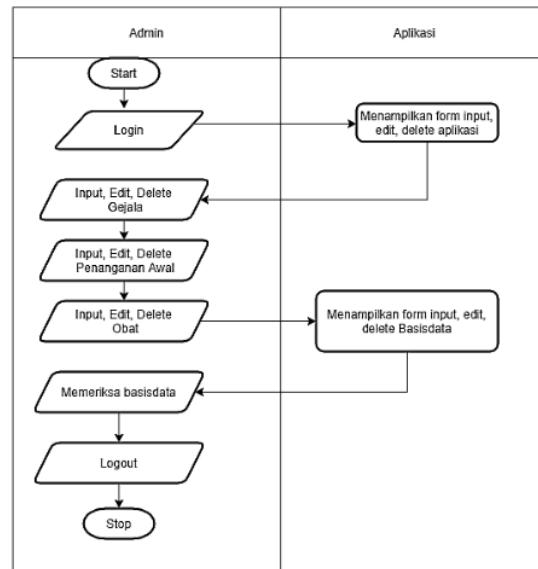 Admin
Aplikasi
Start
Login
Menampilkan form input,
edit, delete aplikasi
Input, Edit, Delete
Gejala
Input, Edit, Delete
Penanganan Awal
Input, Edit, Delete
Obat
Menampilkan form input, edit,
delete Basisdata
Memeriksa basisdata
Logout
Stop